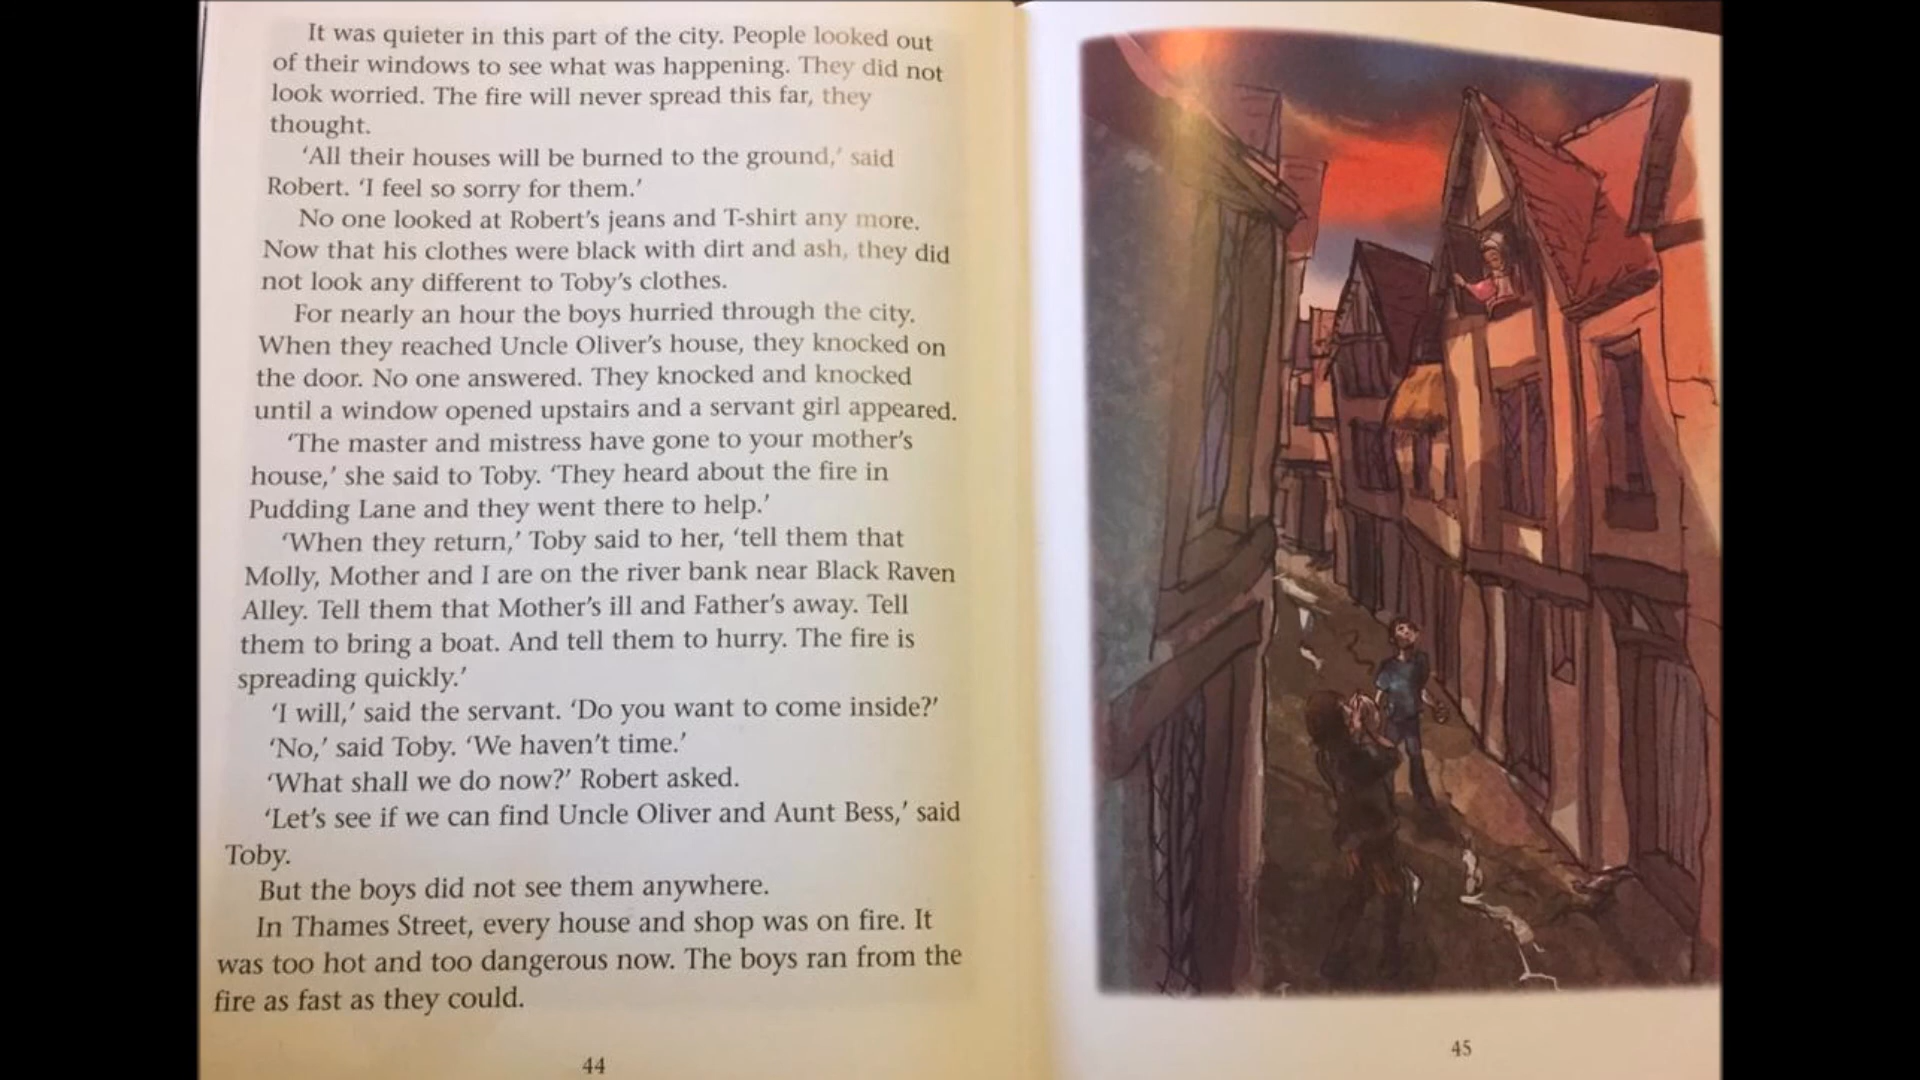 It was quieter in this part of the city. People looked out
of their windows to see what was happening. They did not
look worried. The fire will never spread this far, they
thought.
‘All their houses will be burned to the ground,’ said
Robert. ‘I feel so sorry for them.’
No one looked at Robert’s jeans and T-shirt any more.
Now that his clothes were black with dirt and ash, they did
not look any different to Toby’s clothes.
For nearly an hour the boys hurried through the city.
When they reached Uncle Oliver’s house, they knocked on
the door. No one answered. They knocked and knocked
until a window opened upstairs and a servant girl appeared.
‘The master and mistress have gone to your mother’s
house,’ she said to Toby. ‘They heard about the fire in
Pudding Lane and they went there to help.’
‘When they return,’ Toby said to her, ‘tell them that
Molly, Mother and I are on the river bank near Black Raven
Alley. Tell them that Mother’s ill and Father’s away. Tell
them to bring a boat. And tell them to hurry. The fire is
spreading quickly.’
‘I will,’ said the servant. ‘Do you want to come inside?’
‘No,’ said Toby. ‘We haven’t time.’
‘What shall we do now?’ Robert asked.
‘Let’s see if we can find Uncle Oliver and Aunt Bess,’ said
Toby.
But the boys did not see them anywhere.
In Thames Street, every house and shop was on fire. It
was too hot and too dangerous now. The boys ran from the
fire as fast as they could.
44
45